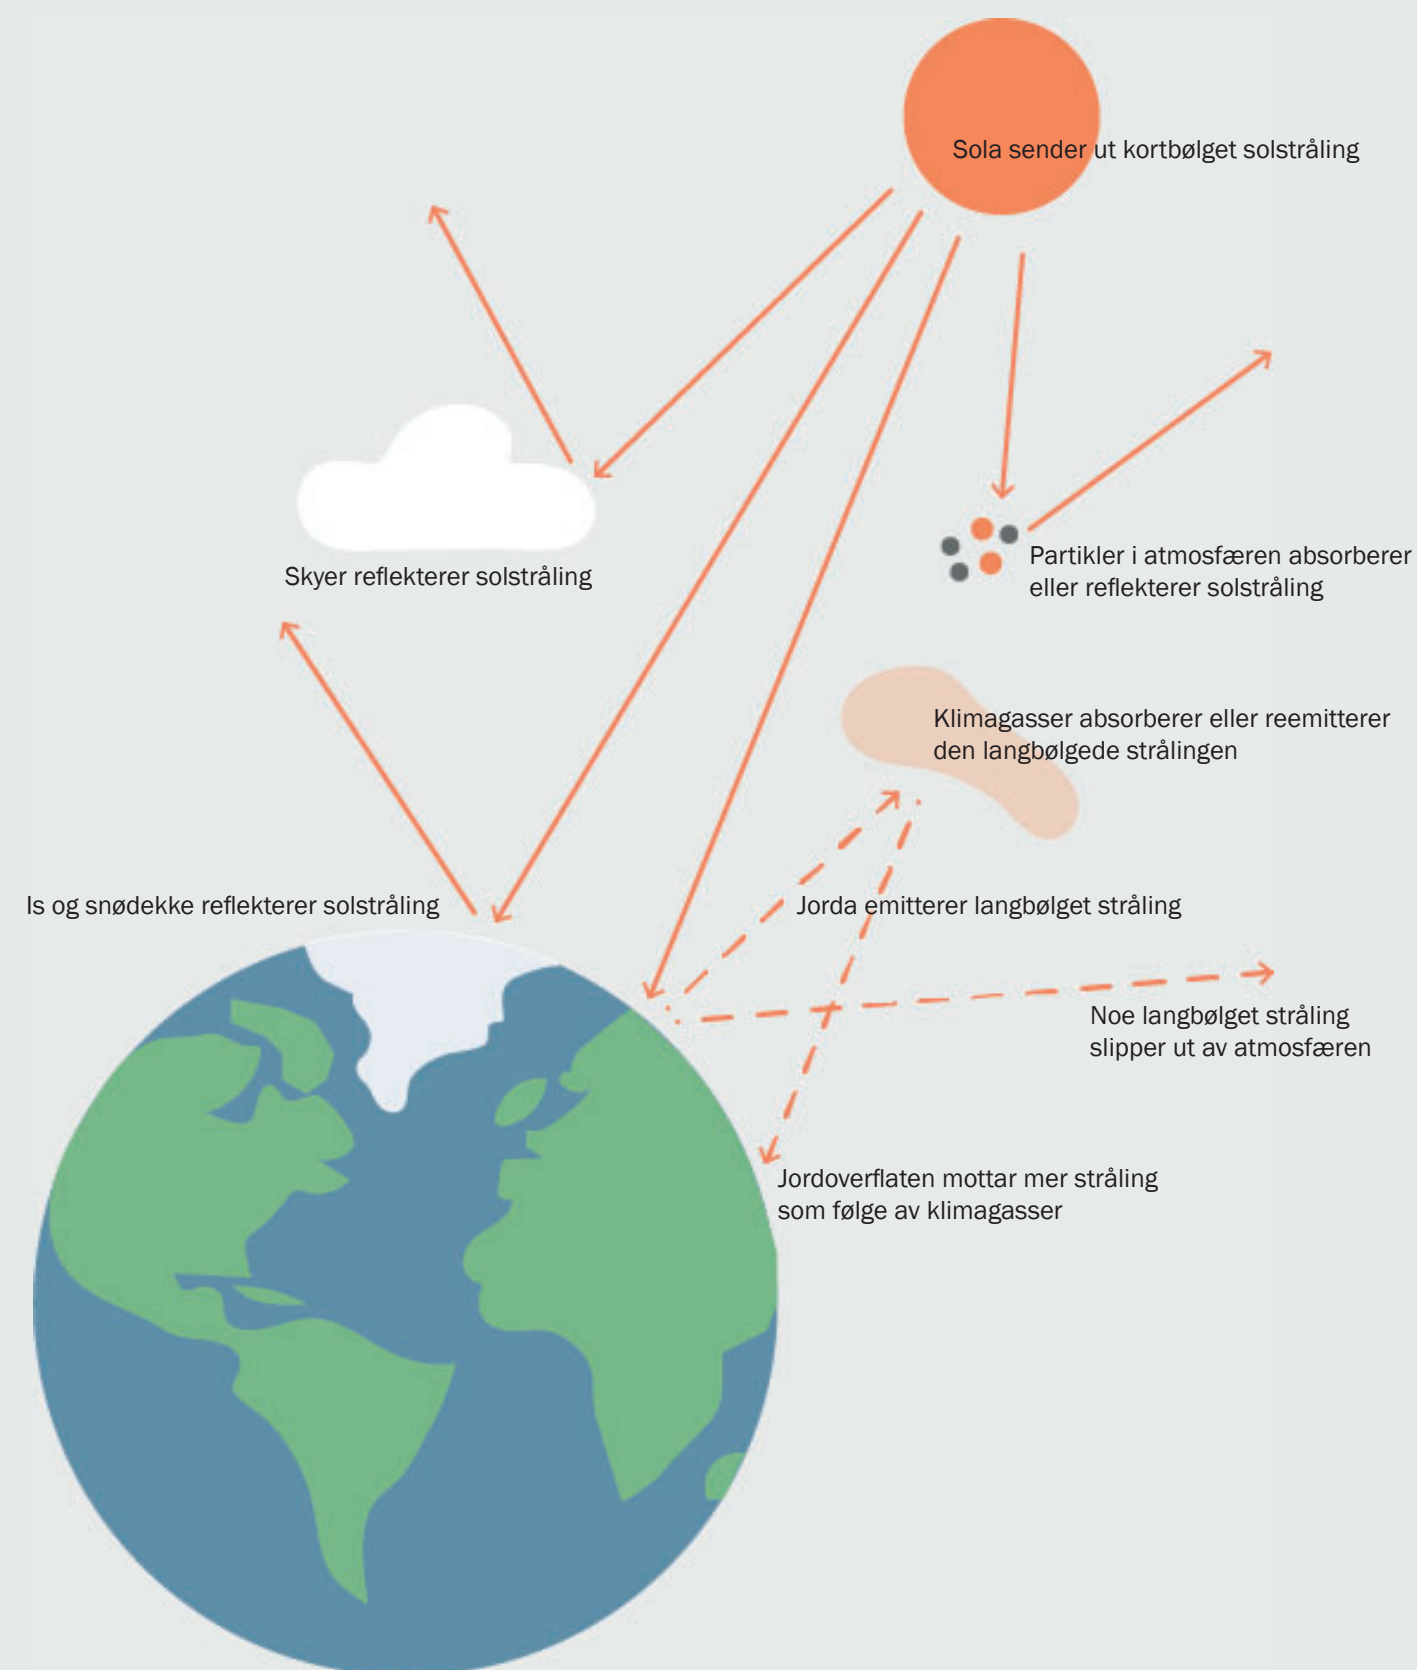 Sola sender ut kortbølget solstråling
Skyer reflekterer solstråling
Partikler i atmosfæren absorberer
eller reflekterer solstråling
Klimagasser absorberer eller reemitterer
den langbølgede strålingen
Is og snødekke reflekterer solstråling
Jorda emitterer langbølget stråling
Noe langbølget stråling
slipper ut av atmosfæren
Jordoverflaten mottar mer stråling
som følge av klimagasser